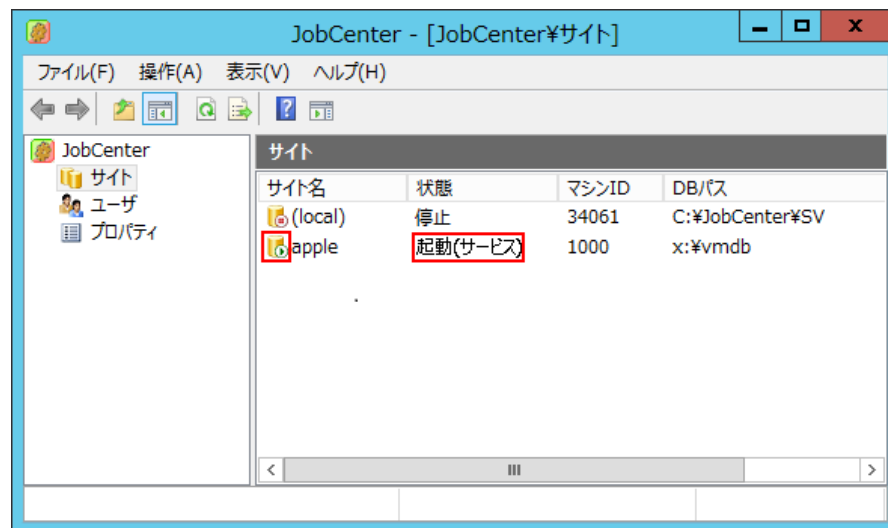 JobCenter - [JobCenter¥サイト]
ファイル(F) 操作(A) 表示(V) ヘルプ(H)
JobCenter
サイト
ユーザ
プロパティ
サイト
サイト名 状態 マシンID DBパス
(local) 停止 34061 C:¥JobCenter¥SV
apple 起動(サービス) 1000 x:¥vmdb